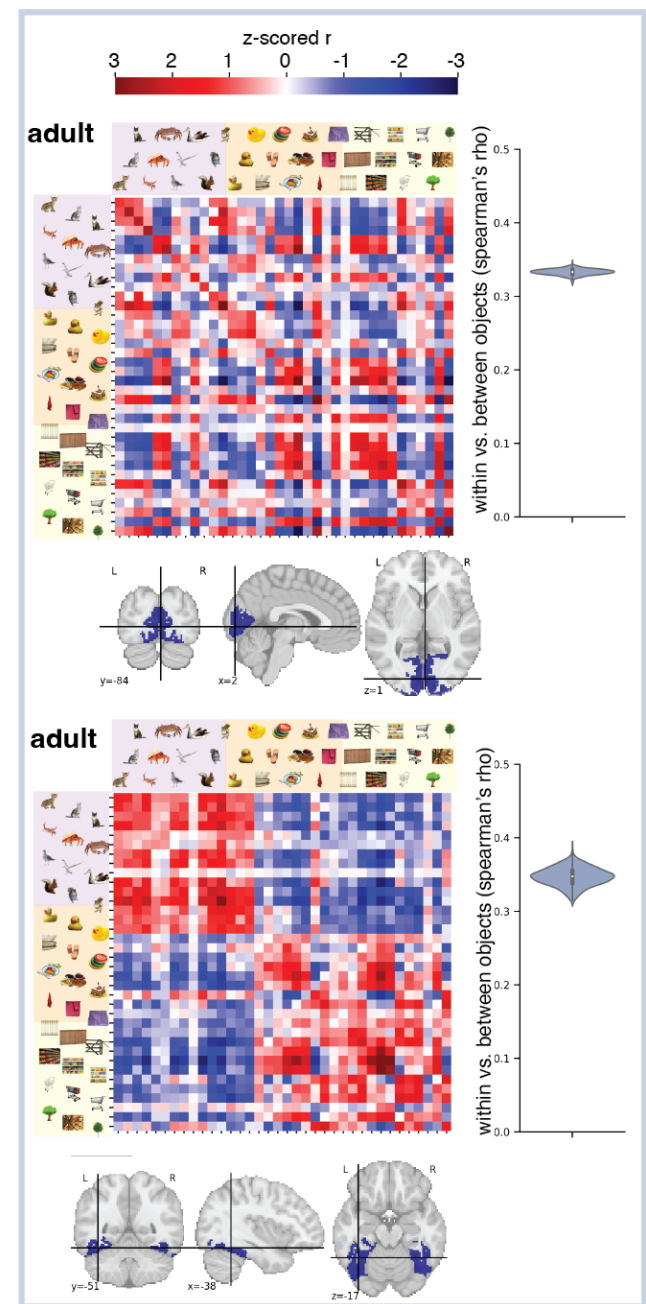 z-scored r
3 2 1 0 -1 -2 -3
adult
within vs. between objects (spearman's rho)
0.5
0.4
0.3
0.2
0.1
0.0
L R
L R
y=-84
x=2
z=1
adult
within vs. between objects (spearman's rho)
0.5
0.4
0.3
0.2
0.1
0.0
L R
L R
y=-51
x=-38
z=-17